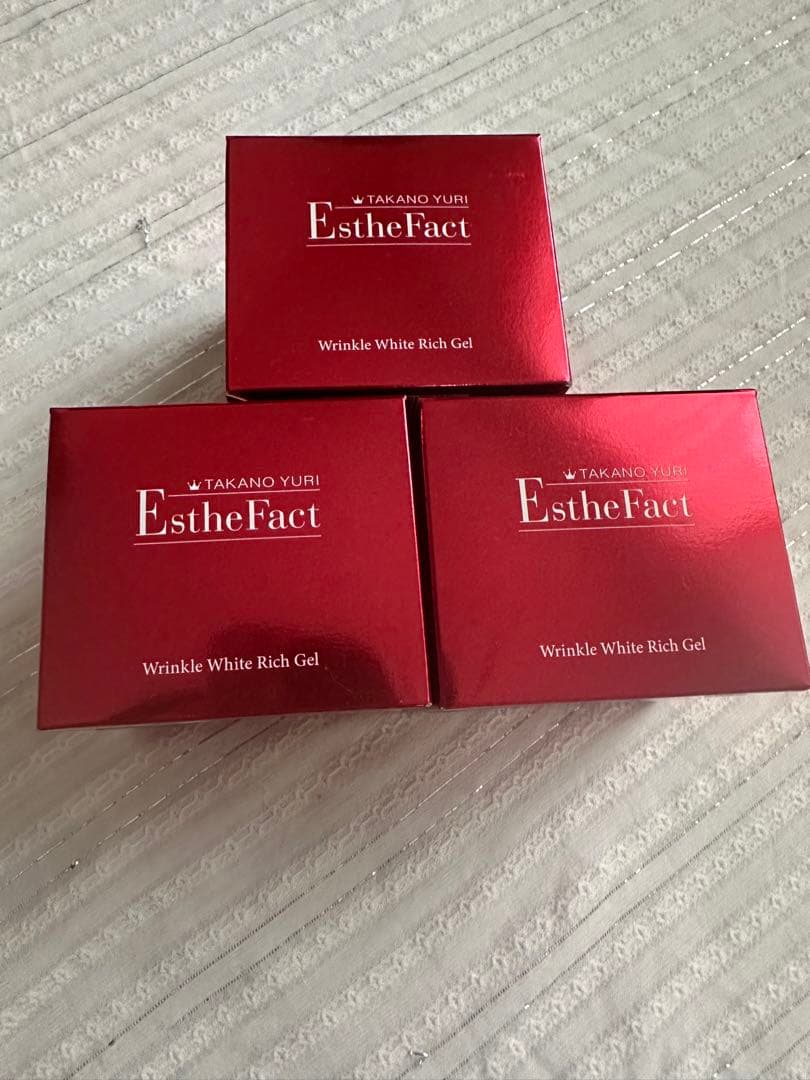 TAKANO YURI
EstheFact
Wrinkle White Rich Gel
TAKANO YURI
EstheFact
Wrinkle White Rich Gel
TAKANO YURI
EstheFact
Wrinkle White Rich Gel